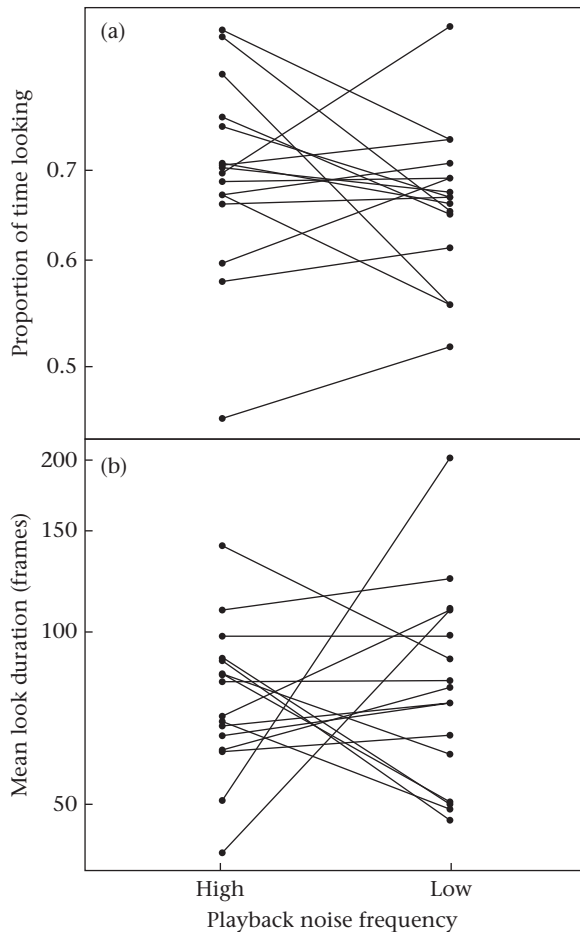 (a)
Proportion of time looking
0.7
0.6
0.5
(b)
Mean look duration (frames)
200
150
100
50
High Low
Playback noise frequency